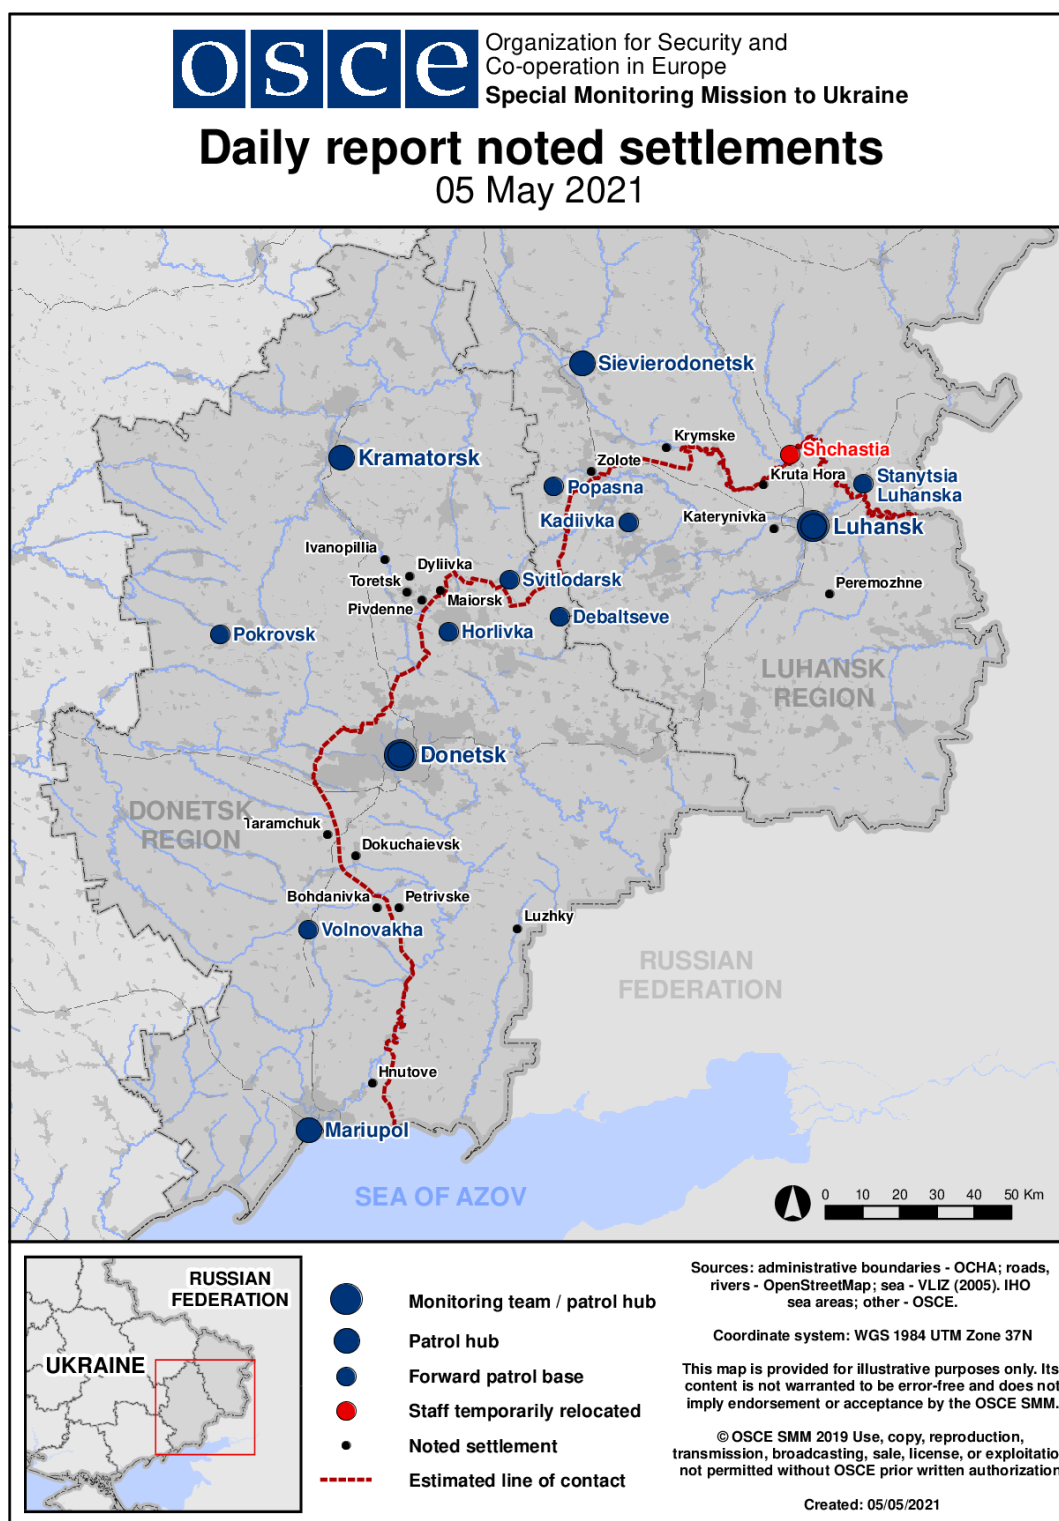 osce
Organization for Security and
Co-operation in Europe
Special Monitoring Mission to Ukraine
Daily report noted settlements
05 May 2021
Sievierodonetsk
Krymske
Shchastia
Kramatorsk
Zolote
Kruta Hora
Stanytsia
Luhanska
Popasna
Kadiivka
Katerynivka
Luhansk
Ivanopillia
Dyliivka
Toretsk
Svitlodarsk
Peremozhne
Maiorsk
Pivdenne
Debaltseve
Pokrovsk
Horlivka
LUHANSK
REGION
Donetsk
DONETSK
REGION
Taramchuk
Dokuchaievsk
Bohdanivka
Petrivske
Luzhky
Volnovakha
RUSSIAN
FEDERATION
Hnutove
Mariupol
SEA OF AZOV
0 10 20 30 40 50 Km
RUSSIAN
FEDERATION
UKRAINE
Monitoring team / patrol hub
Patrol hub
Forward patrol base
Staff temporarily relocated
Noted settlement
Estimated line of contact
Sources: administrative boundaries - OCHA; roads,
rivers - OpenStreetMap; sea - VLIZ (2005). IHO
sea areas; other - OSCE.
Coordinate system: WGS 1984 UTM Zone 37N
This map is provided for illustrative purposes only. Its
content is not warranted to be error-free and does not
imply endorsement or acceptance by the OSCE SMM.
© OSCE SMM 2019 Use, copy, reproduction,
transmission, broadcasting, sale, license, or exploitatio
not permitted without OSCE prior written authorization
Created: 05/05/2021